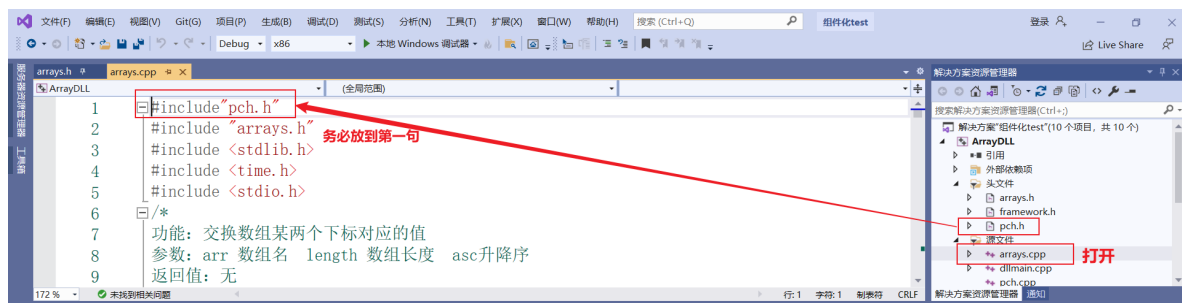 文件(F) 编辑(E) 视图(V) Git(G) 项目(P) 生成(B) 调试(D) 测试(S) 分析(N) 工具(T) 扩展(X) 窗口(W) 帮助(H) 搜索 (Ctrl+Q) 组件化test 登录
Debug x86 本地 Windows 调试器 Live Share
服务器资源管理器
工具箱
arrays.h arrays.cpp
ArrayDLL (全局范围)
1 #include"pch.h"
2 #include "arrays.h"
务必放到第一句
3 #include <stdlib.h>
4 #include <time.h>
5 #include <stdio.h>
6 /*
7 功能：交换数组某两个下标对应的值
8 参数：arr 数组名 length 数组长度 asc升降序
9 返回值：无
172 % 未找到相关问题 行: 1 字符: 1 制表符 CRLF
解决方案资源管理器
搜索解决方案资源管理器(Ctrl+;)
解决方案"组件化test"(10 个项目，共 10 个)
ArrayDLL
引用
外部依赖项
头文件
arrays.h
framework.h
pch.h
源文件
arrays.cpp
打开
dllmain.cpp
pch.cpp
解决方案资源管理器 通知